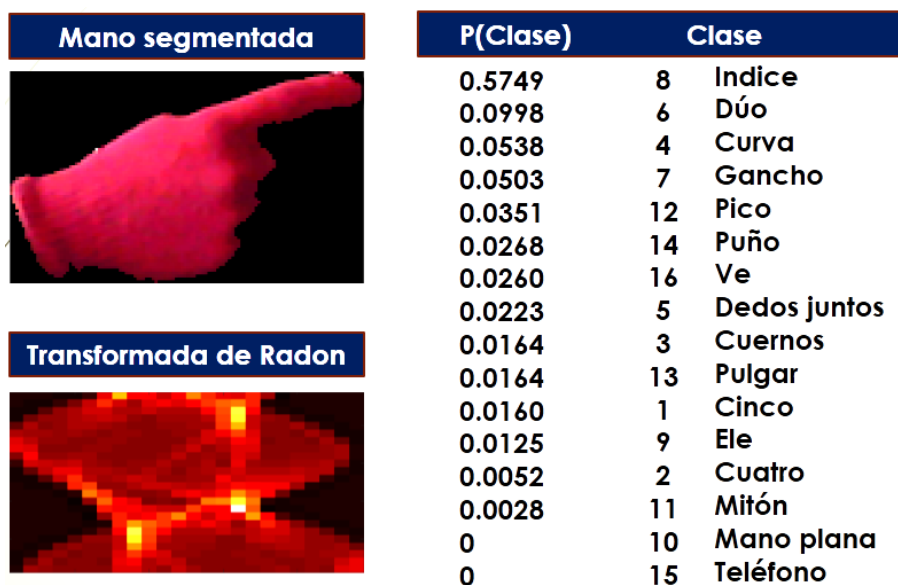 Mano segmentada
Transformada de Radon
P(Clase) Clase
0.5749 8 Indice
0.0998 6 Dúo
0.0538 4 Curva
0.0503 7 Gancho
0.0351 12 Pico
0.0268 14 Puño
0.0260 16 Ve
0.0223 5 Dedos juntos
0.0164 3 Cuernos
0.0164 13 Pulgar
0.0160 1 Cinco
0.0125 9 Ele
0.0052 2 Cuatro
0.0028 11 Mitón
0 10 Mano plana
0 15 Teléfono